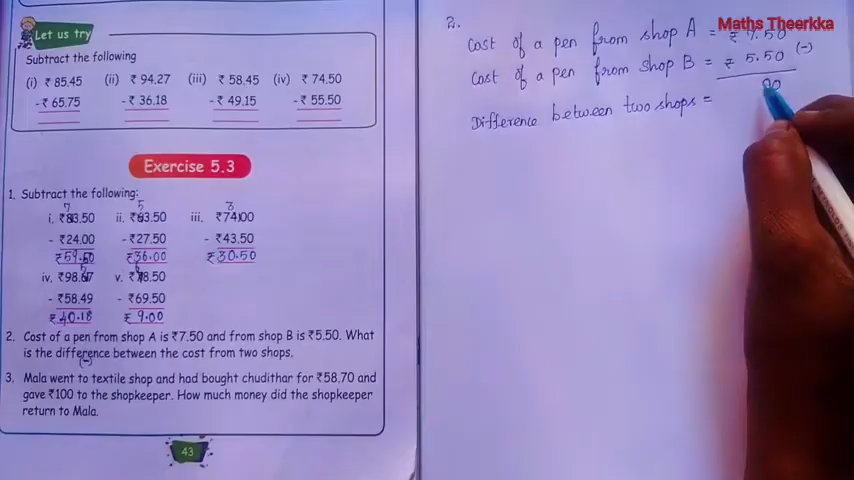 Maths Theerkka
Let us try
Subtract the following
(i) ₹ 85.45 (ii) ₹ 94.27 (iii) ₹ 58.45 (iv) ₹ 74.50
-₹ 65.75 -₹ 36.18 -₹ 49.15 -₹ 55.50
Exercise 5.3
1. Subtract the following:
7 5 3
i. ₹83.50 ii. ₹63.50 iii. ₹74.00
- ₹24.00 -₹27.50 - ₹43.50
₹59.50 ₹36.00 ₹30.50
iv. ₹98.67 v. ₹78.50
-₹58.49 - ₹69.50
₹40.18 ₹9.00
2. Cost of a pen from shop A is ₹7.50 and from shop B is ₹5.50. What
is the difference between the cost from two shops.
(-)
3. Mala went to textile shop and had bought chudithar for ₹58.70 and
gave ₹100 to the shopkeeper. How much money did the shopkeeper
return to Mala.
43
2.
Cost of a pen from shop A = ₹ 7.50
Cost of a pen from shop B = ₹ 5.50 (-)
00
Difference between two shops =